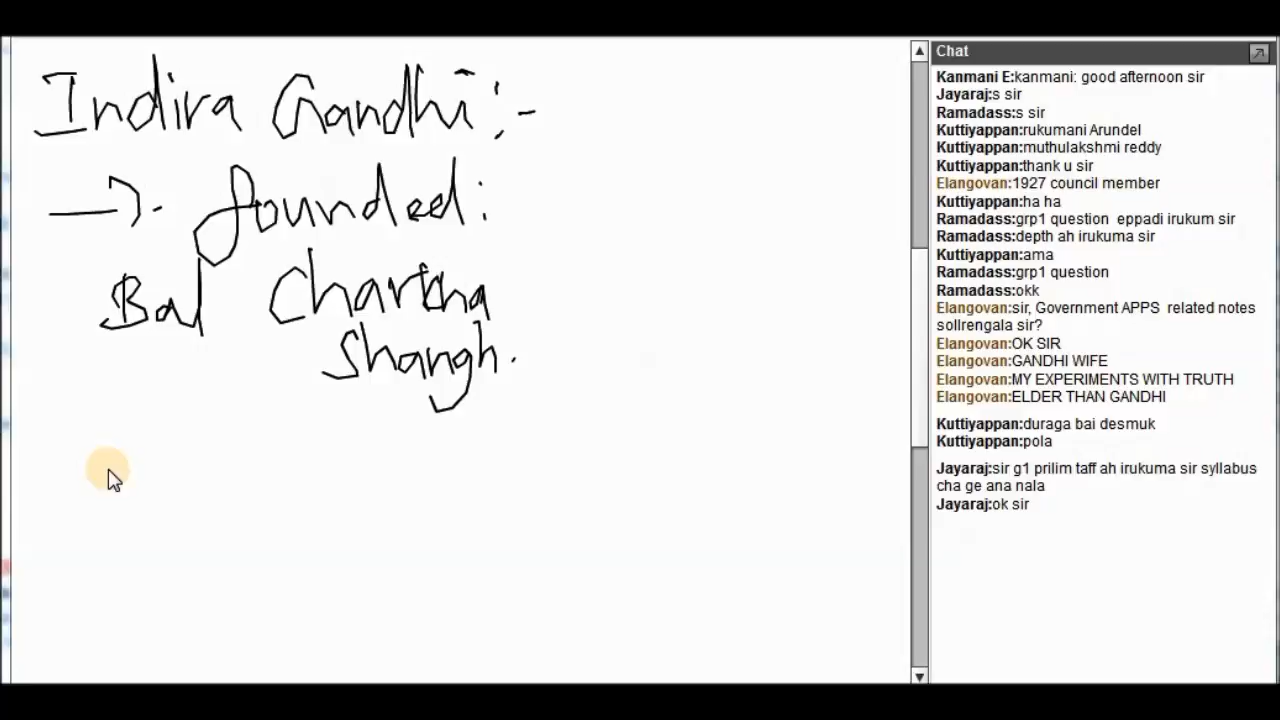 Indira Gandhi:-
→. founded:
Bal Charkha
Shangh.
Chat
Kanmani E:kanmani: good afternoon sir
Jayaraj:s sir
Ramadass:s sir
Kuttiyappan:rukumani Arundel
Kuttiyappan:muthulakshmi reddy
Kuttiyappan:thank u sir
Elangovan:1927 council member
Kuttiyappan:ha ha
Ramadass:grp1 question eppadi irukum sir
Ramadass:depth ah irukuma sir
Kuttiyappan:ama
Ramadass:grp1 question
Ramadass:okk
Elangovan:sir, Government APPS related notes
sollrengala sir?
Elangovan:OK SIR
Elangovan:GANDHI WIFE
Elangovan:MY EXPERIMENTS WITH TRUTH
Elangovan:ELDER THAN GANDHI
Kuttiyappan:duraga bai desmuk
Kuttiyappan:pola
Jayaraj:sir g1 prilim taff ah irukuma sir syllabus
cha ge ana nala
Jayaraj:ok sir